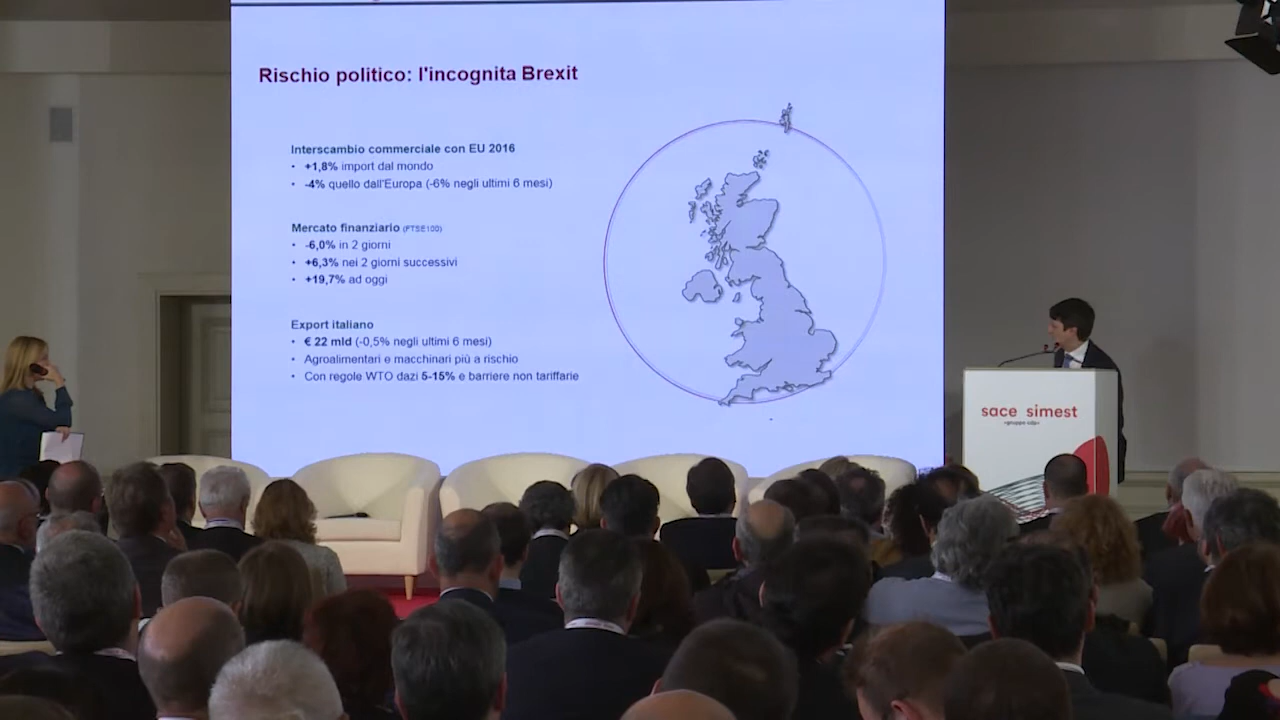 Rischio politico: l'incognita Brexit
Interscambio commerciale con EU 2016
• +1,8% import dal mondo
• -4% quello dall'Europa (-6% negli ultimi 6 mesi)
Mercato finanziario (FTSE100)
• -6,0% in 2 giorni
• +6,3% nei 2 giorni successivi
• +19,7% ad oggi
Export italiano
• € 22 mld (-0,5% negli ultimi 6 mesi)
• Agroalimentari e macchinari più a rischio
• Con regole WTO dazi 5-15% e barriere non tariffarie
sace simest